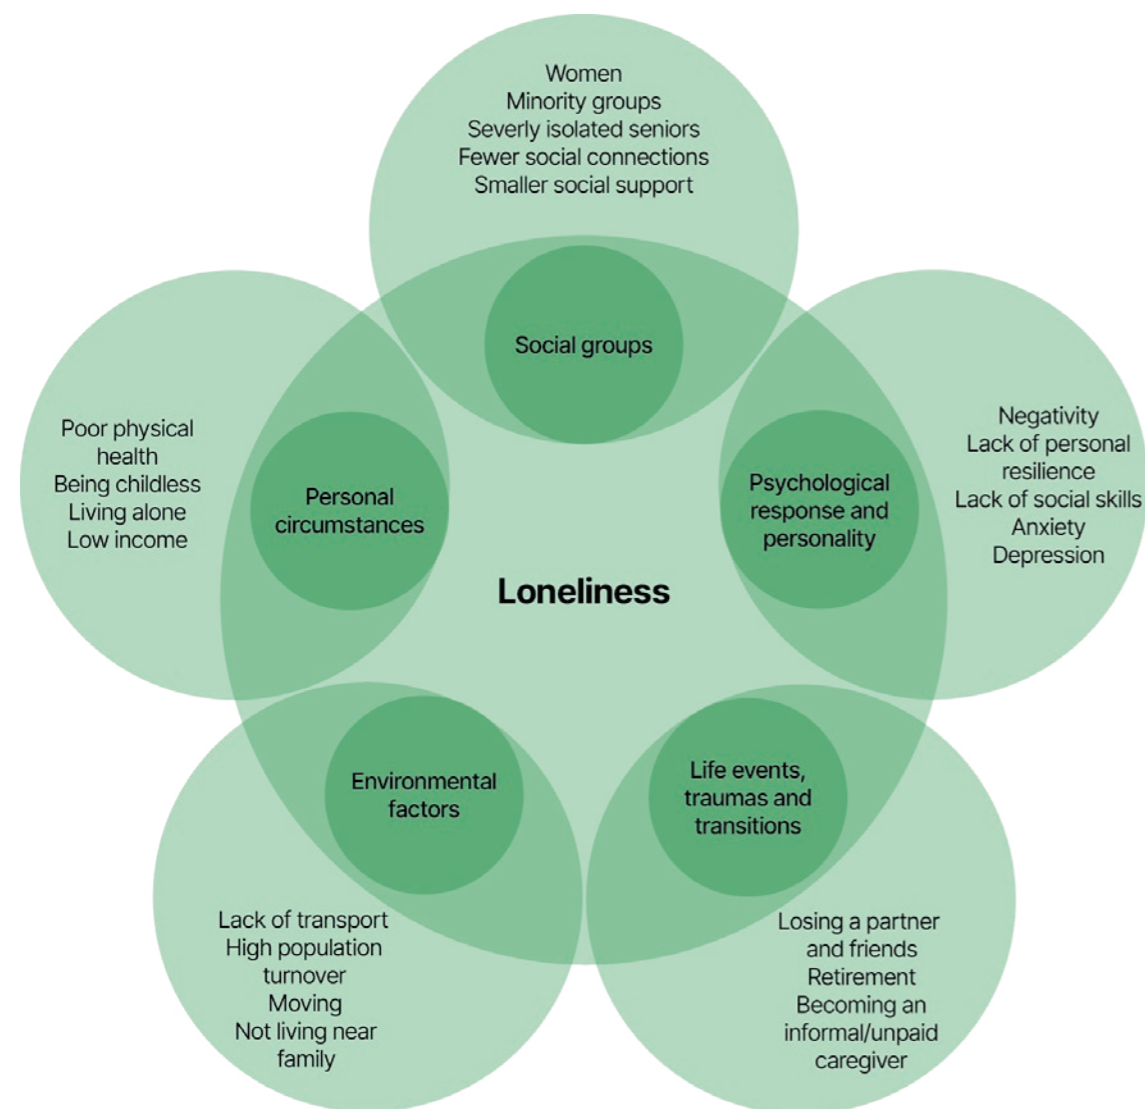 Women
Minority groups
Severly isolated seniors
Fewer social connections
Smaller social support
Social groups
Poor physical
health
Being childless
Living alone
Low income
Personal
circumstances
Psychological
response and
personality
Negativity
Lack of personal
resilience
Lack of social skills
Anxiety
Depression
Loneliness
Environmental
factors
Life events,
traumas and
transitions
Lack of transport
High population
turnover
Moving
Not living near
family
Losing a partner
and friends
Retirement
Becoming an
informal/unpaid
caregiver